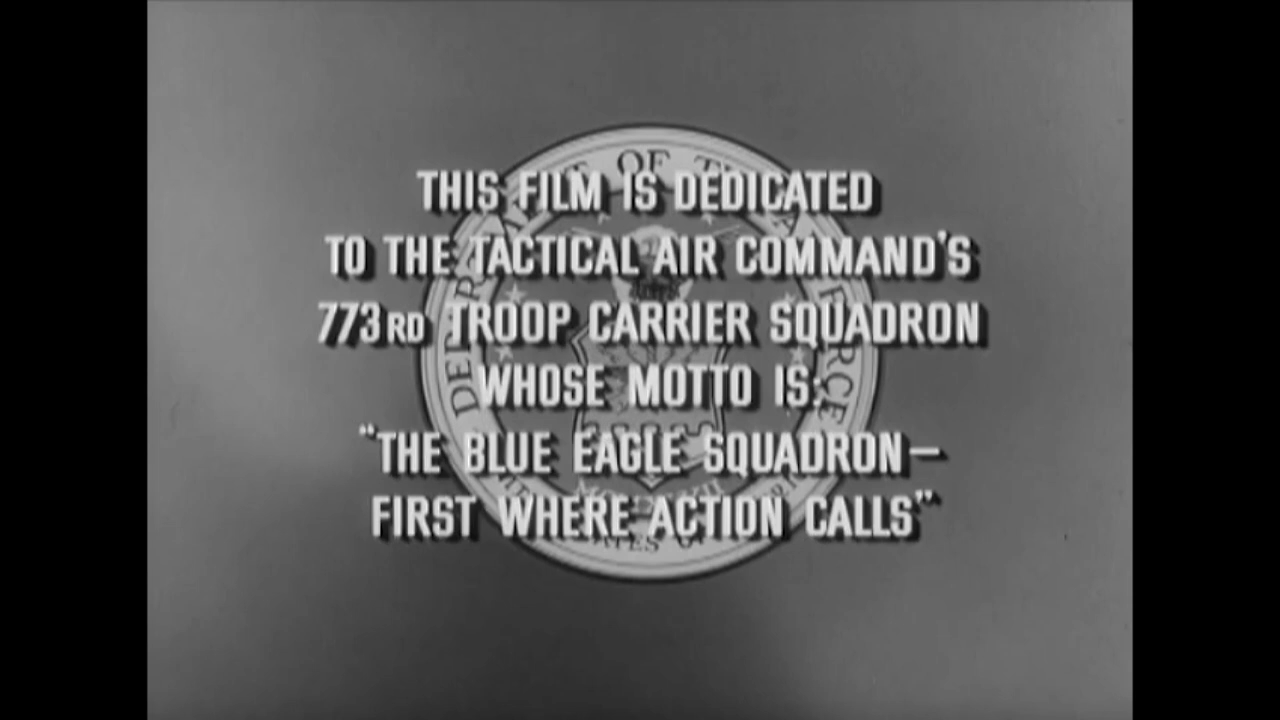 THIS FILM IS DEDICATED
TO THE TACTICAL AIR COMMAND'S
773RD TROOP CARRIER SQUADRON
WHOSE MOTTO IS:
"THE BLUE EAGLE SQUADRON—
FIRST WHERE ACTION CALLS"
OF